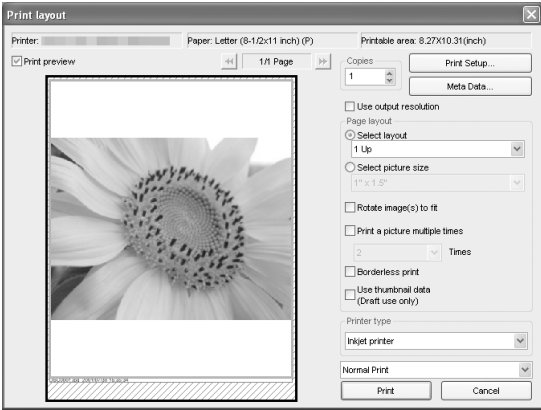 Print layout
Printer:
Paper: Letter (8-1/2x11 inch) (P)
Printable area: 8.27X10.31(inch)
Print preview
1/1 Page
Copies
1
Print Setup...
Meta Data...
Use output resolution
Page layout
Select layout
1 Up
Select picture size
1" x 1.5"
Rotate image(s) to fit
Print a picture multiple times
2
Times
Borderless print
Use thumbnail data
(Draft use only)
Printer type
Inkjet printer
Normal Print
Print
Cancel